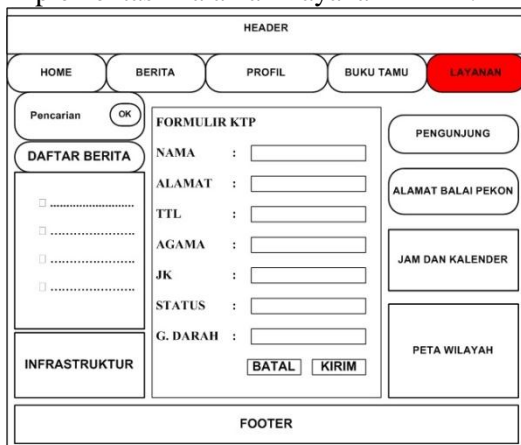 HEADER
HOME BERITA PROFIL BUKU TAMU LAYANAN
Pencarian OK
DAFTAR BERITA
INFRASTRUKTUR
FORMULIR KTP
NAMA :
ALAMAT :
TTL :
AGAMA :
JK :
STATUS :
G. DARAH :
BATAL KIRIM
PENGUNJUNG
ALAMAT BALAI PEKON
JAM DAN KALENDER
PETA WILAYAH
FOOTER